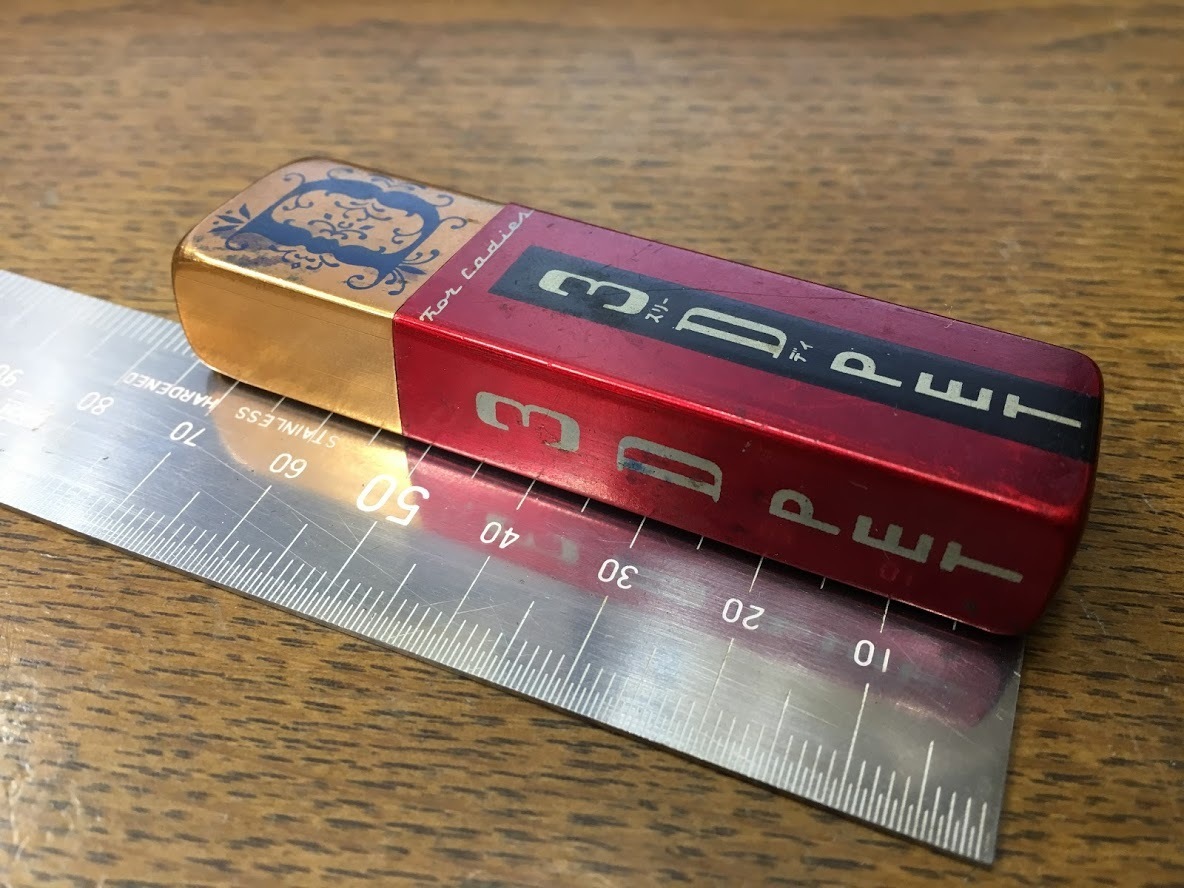 D
For Ladies
3 スリー D ディ PET
3 D PET
HARDENED
STAINLESS
90 80 70 60 50 40 30 20 10